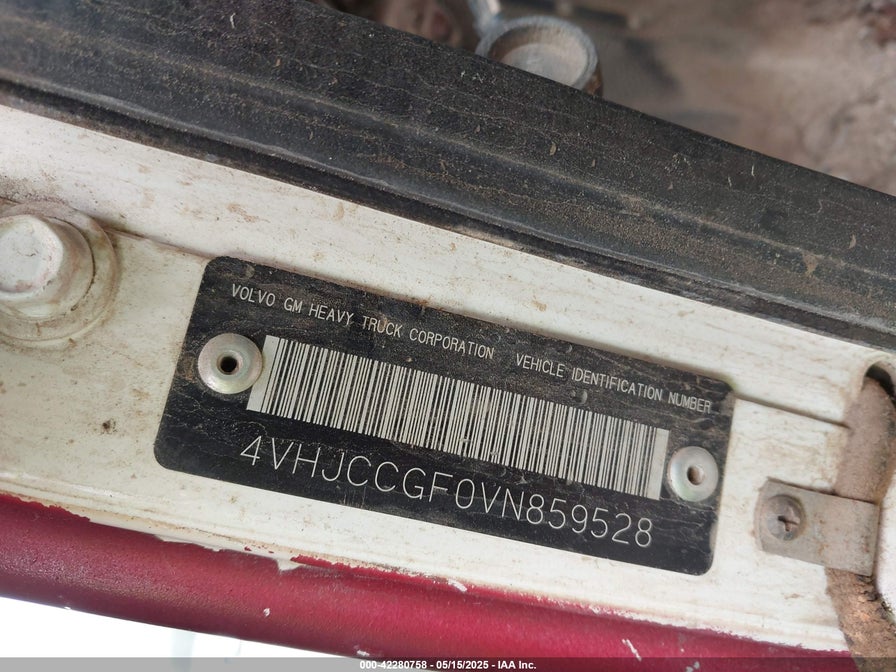 VOLVO GM HEAVY TRUCK CORPORATION VEHICLE IDENTIFICATION NUMBER
4VHJCCGF0VN859528
000-42280758 - 05/15/2025 - IAA Inc.